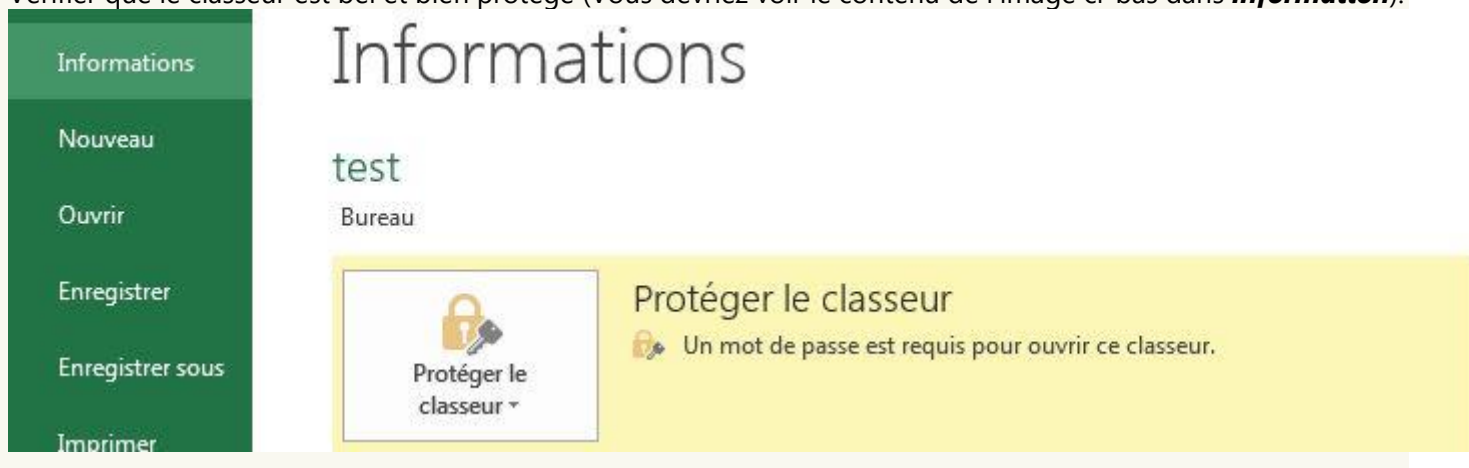 Vérifier que le classeur est bel et bien protégé (vous devriez voir le contenu de l'image ci-bas dans Information).
Informations
Nouveau
Ouvrir
Enregistrer
Enregistrer sous
Imprimer
Informations
test
Bureau
Protéger le
classeur
Protéger le classeur
Un mot de passe est requis pour ouvrir ce classeur.